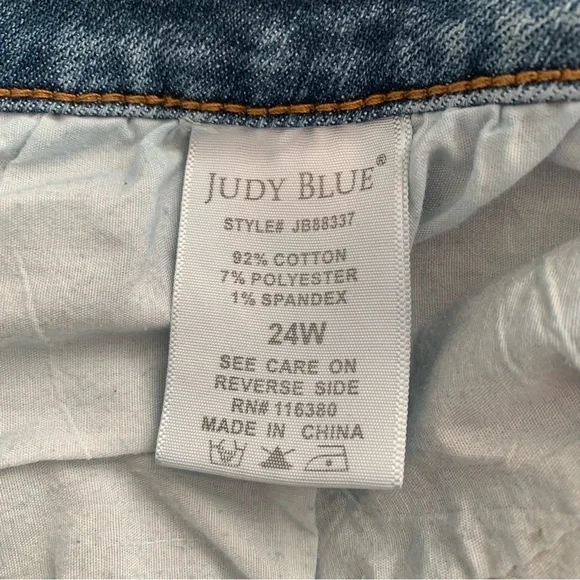 JUDY BLUE®
STYLE# JB88337
92% COTTON
7% POLYESTER
1% SPANDEX
24W
SEE CARE ON
REVERSE SIDE
RN# 116380
MADE IN CHINA